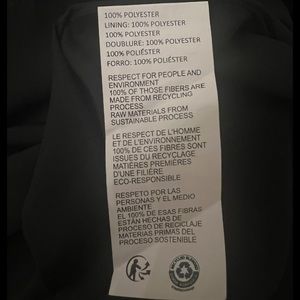 100% POLYESTER
LINING: 100% POLYESTER
100% POLYESTER
DOUBLURE: 100% POLYESTER
100% POLIÉSTER
FORRO: 100% POLIÉSTER
RESPECT FOR PEOPLE AND
ENVIRONMENT
100% OF THOSE FIBERS ARE
MADE FROM RECYCLING
PROCESS
RAW MATERIALS FROM
SUSTAINABLE PROCESS
LE RESPECT DE L'HOMME
ET DE L'ENVIRONNEMENT
100% DE CES FIBRES SONT
ISSUES DU RECYCLAGE
MATIÈRES PREMIÈRES
D'UNE FILIÈRE
ECO-RESPONSIBLE
RESPETO POR LAS
PERSONAS Y EL MEDIO
AMBIENTE
EL 100% DE ESAS FIBRAS
ESTÁN HECHAS DE
PROCESO DE RECICLAJE
MATERIAS PRIMAS DEL
PROCESO SOSTENIBLE